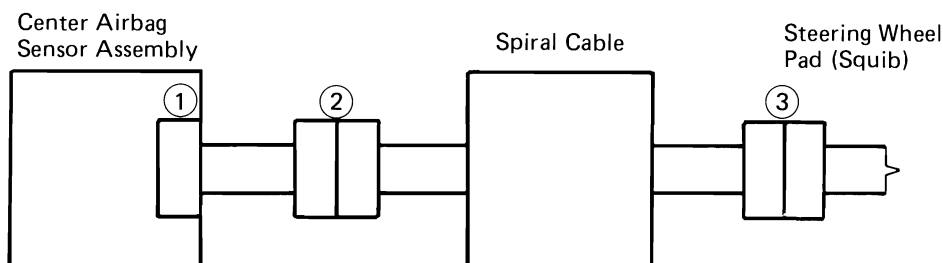 Center Airbag
Sensor Assembly
Spiral Cable
Steering Wheel
Pad (Squib)
1
2
3